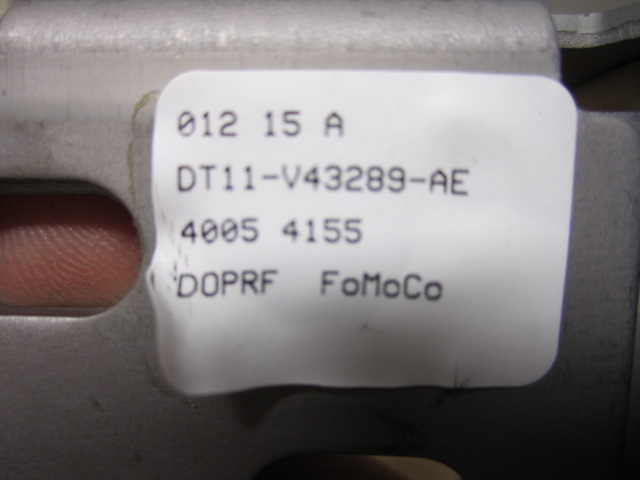 012 15 A
DT11-V43289-AE
4005 4155
DOPRF FoMoCo